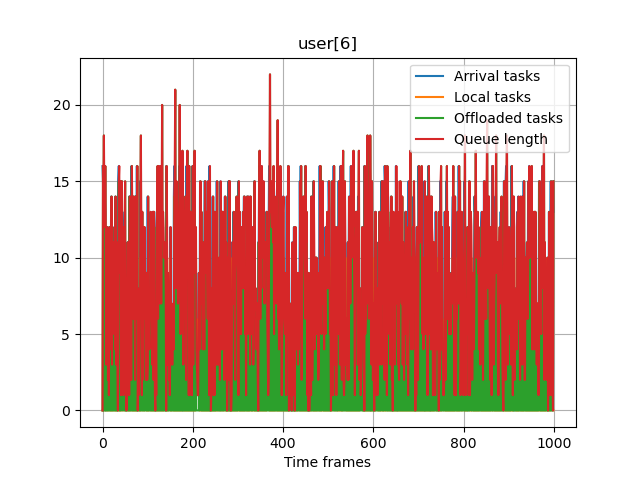 user[6]
Arrival tasks
Local tasks
Offloaded tasks
Queue length
20
15
10
5
0
0 200 400 600 800 1000
Time frames